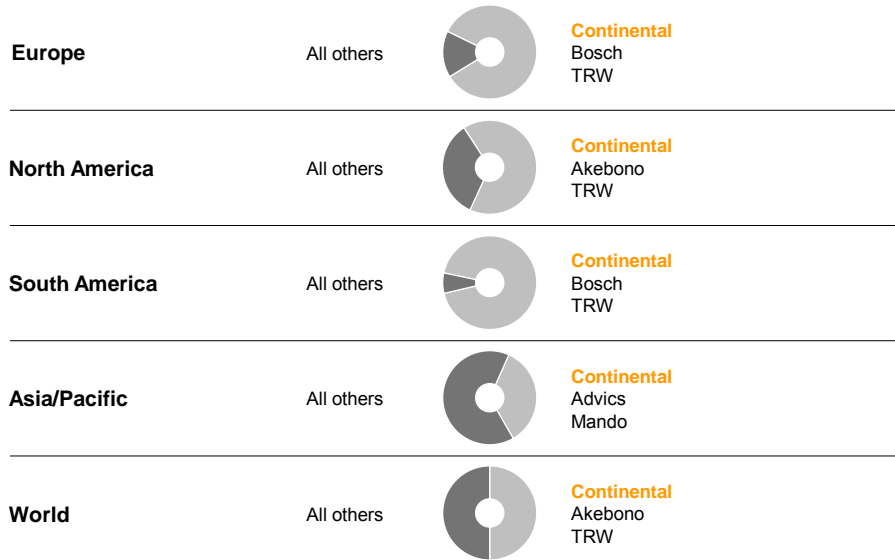 Europe
All others
Continental
Bosch
TRW
North America
All others
Continental
Akebono
TRW
South America
All others
Continental
Bosch
TRW
Asia/Pacific
All others
Continental
Advics
Mando
World
All others
Continental
Akebono
TRW